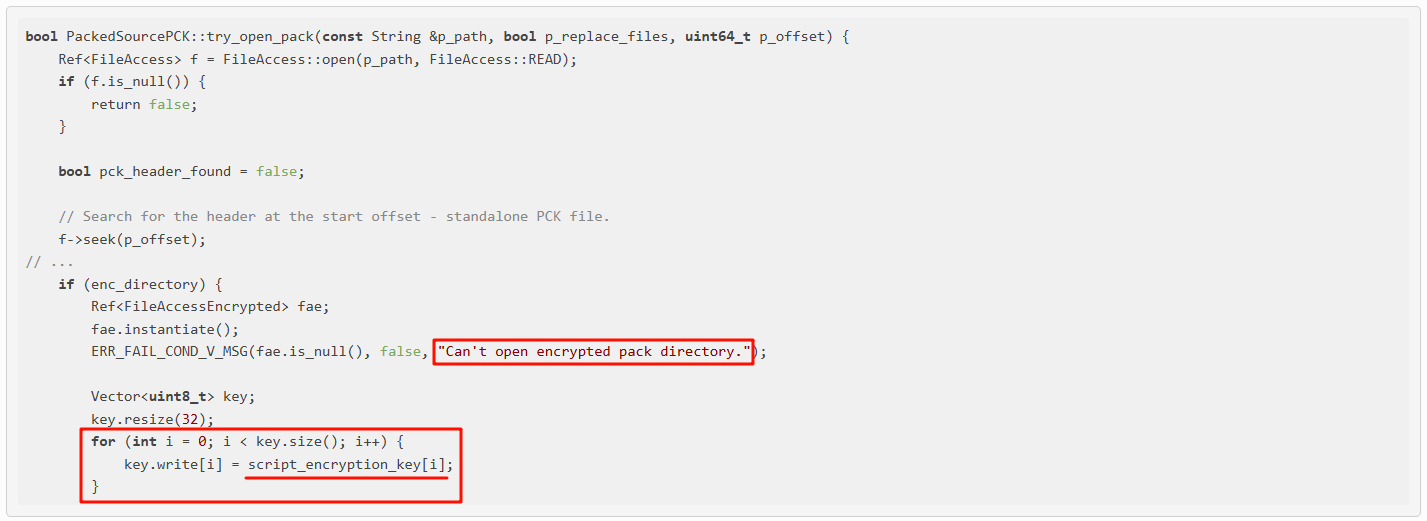 bool PackedSourcePCK::try_open_pack(const String &p_path, bool p_replace_files, uint64_t p_offset) {
    Ref<FileAccess> f = FileAccess::open(p_path, FileAccess::READ);
    if (f.is_null()) {
        return false;
    }
    bool pck_header_found = false;
    // Search for the header at the start offset - standalone PCK file.
    f->seek(p_offset);
// ...
    if (enc_directory) {
        Ref<FileAccessEncrypted> fae;
        fae.instantiate();
        ERR_FAIL_COND_V_MSG(fae.is_null(), false, "Can't open encrypted pack directory.");
        Vector<uint8_t> key;
        key.resize(32);
        for (int i = 0; i < key.size(); i++) {
            key.write[i] = script_encryption_key[i];
        }